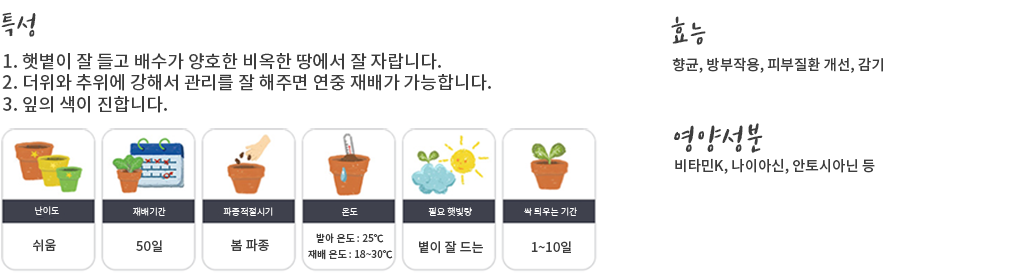 특성
1. 햇볕이 잘 들고 배수가 양호한 비옥한 땅에서 잘 자랍니다.
2. 더위와 추위에 강해서 관리를 잘 해주면 연중 재배가 가능합니다.
3. 잎의 색이 진합니다.
난이도
쉬움
재배기간
50일
파종적절시기
봄 파종
온도
발아 온도 : 25℃
재배 온도 : 18~30℃
필요 햇빛량
볕이 잘 드는
싹 틔우는 기간
1~10일
효능
향균, 방부작용, 피부질환 개선, 감기
영양성분
비타민K, 나이아신, 안토시아닌 등